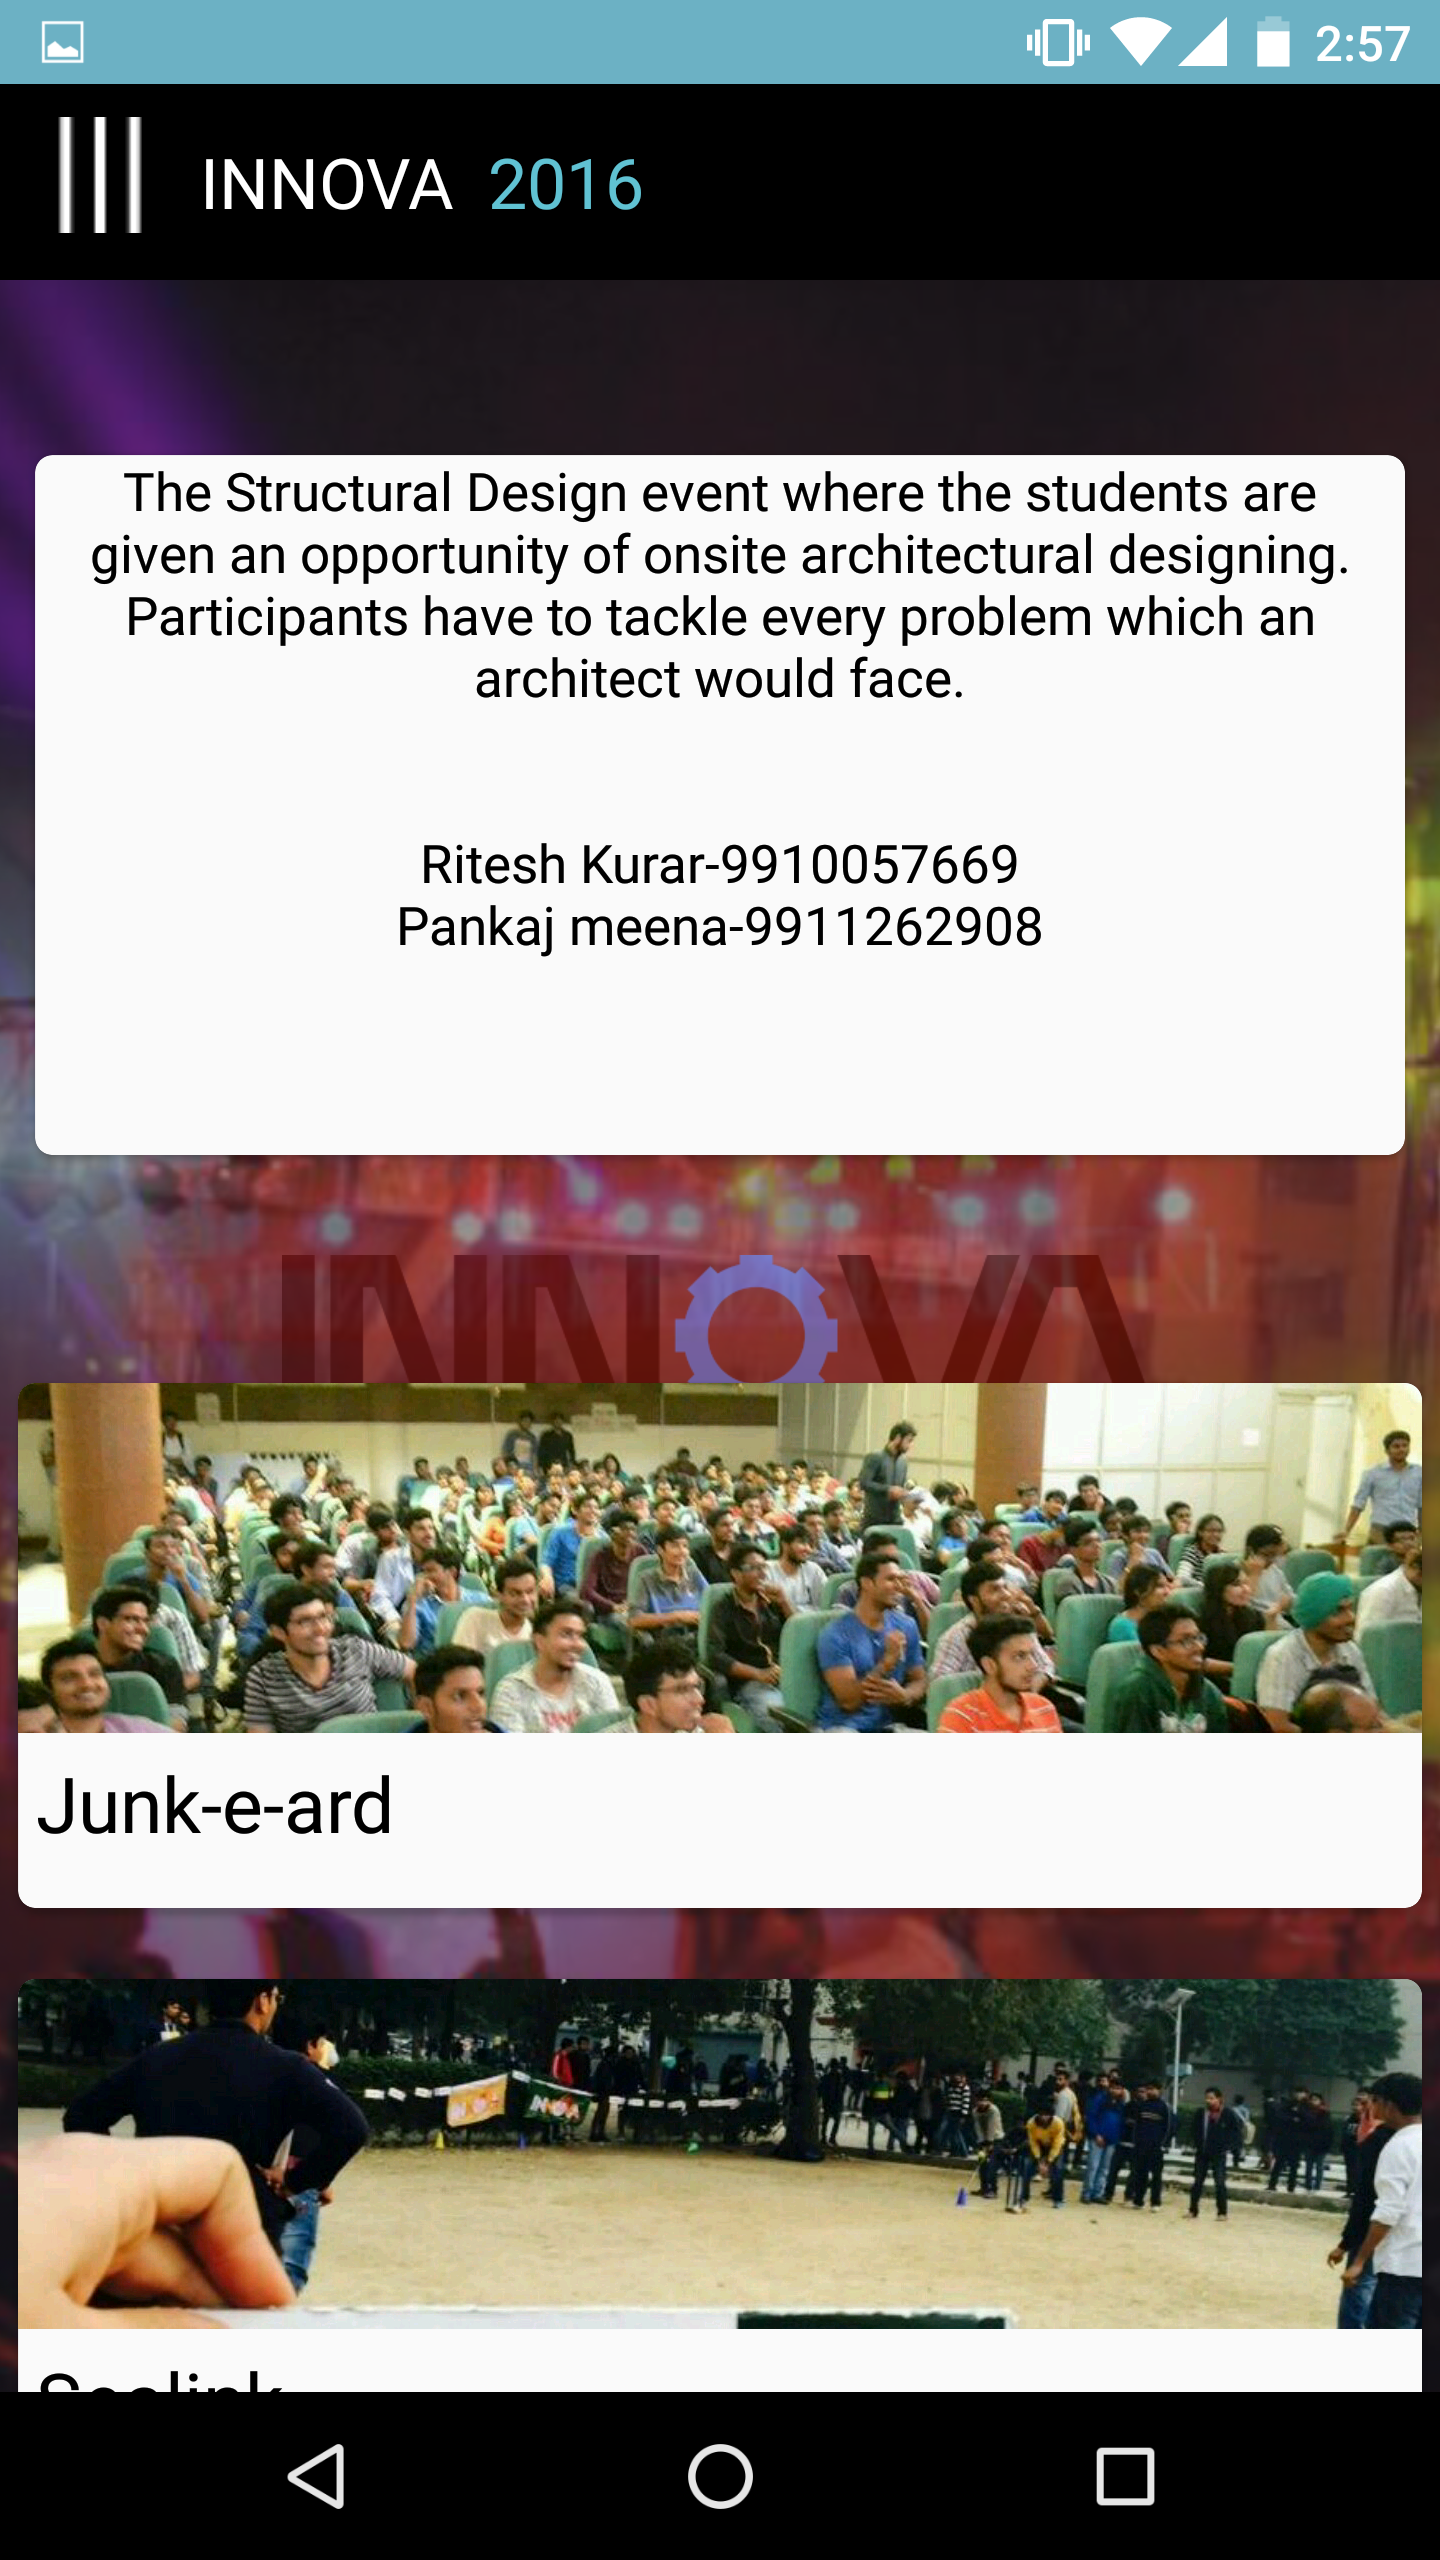 2:57
INNOVA 2016
The Structural Design event where the students are
given an opportunity of onsite architectural designing.
Participants have to tackle every problem which an
architect would face.
Ritesh Kurar-9910057669
Pankaj meena-9911262908
INNOVA
Junk-e-ard